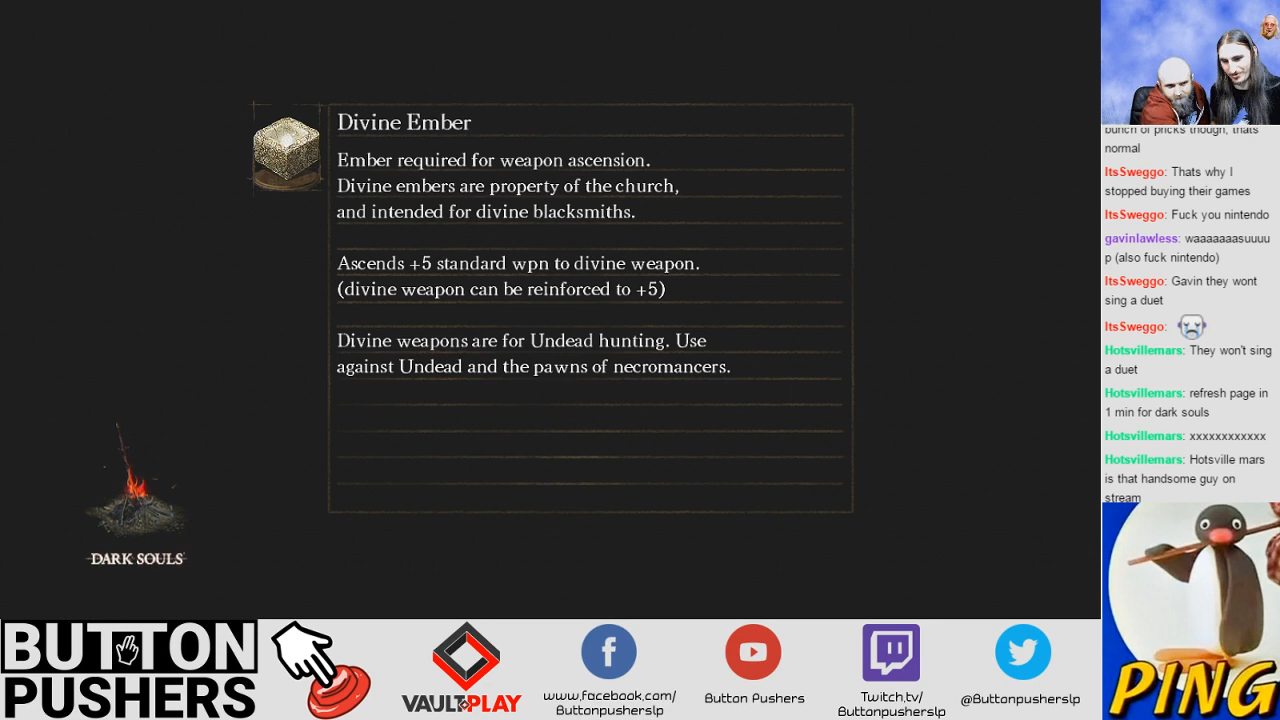 Divine Ember
Ember required for weapon ascension.
Divine embers are property of the church,
and intended for divine blacksmiths.
Ascends +5 standard wpn to divine weapon.
(divine weapon can be reinforced to +5)
Divine weapons are for Undead hunting. Use
against Undead and the pawns of necromancers.
DARK SOULS
bunch of pricks though, thats
normal
ItsSweggo: Thats why I
stopped buying their games
ItsSweggo: Fuck you nintendo
gavinlawless: waaaaaaasuuuu
p (also fuck nintendo)
ItsSweggo: Gavin they wont
sing a duet
ItsSweggo:
Hotsvillemars: They won't sing
a duet
Hotsvillemars: refresh page in
1 min for dark souls
Hotsvillemars: xxxxxxxxxxxx
Hotsvillemars: Hotsville mars
is that handsome guy on
stream
BUTTON
PUSHERS
VAULTPLAY
www.facebook.com/
Buttonpusherslp
Button Pushers
Twitch.tv/
Buttonpusherslp
@Buttonpusherslp
PING